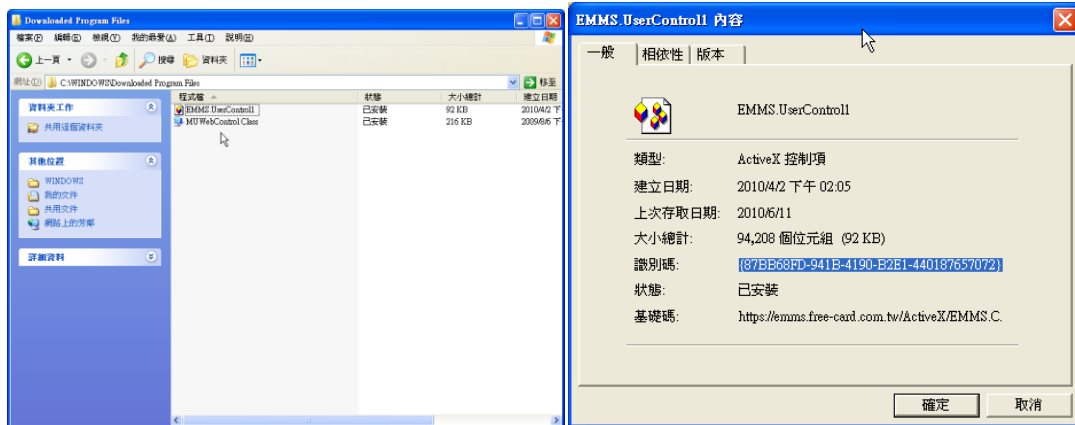 Downloaded Program Files
檔案(F) 編輯(E) 檢視(V) 我的最愛(A) 工具(T) 說明(H)
上一頁 搜尋 資料夾
網址(D) C:\WINDOWS\Downloaded Program Files 移至
程式檔 狀態 大小總計 建立日期
EMMS.UserControl1 已安裝 92 KB 2010/4/2 下
MUWebControl Class 已安裝 216 KB 2009/8/6 下
資料夾工作
共用這個資料夾
其他位置
WINDOWS
我的文件
共用文件
網路上的芳鄰
詳細資料
EMMS.UserControl1 內容
一般 相依性 版本
EMMS.UserControl1
類型: ActiveX 控制項
建立日期: 2010/4/2 下午 02:05
上次存取日期: 2010/6/11
大小總計: 94,208 個位元組 (92 KB)
識別碼: {87BB68FD-941B-4190-B2E1-440187657072}
狀態: 已安裝
基礎碼: https://emms.free-card.com.tw/ActiveX/EMMS.C.
確定 取消